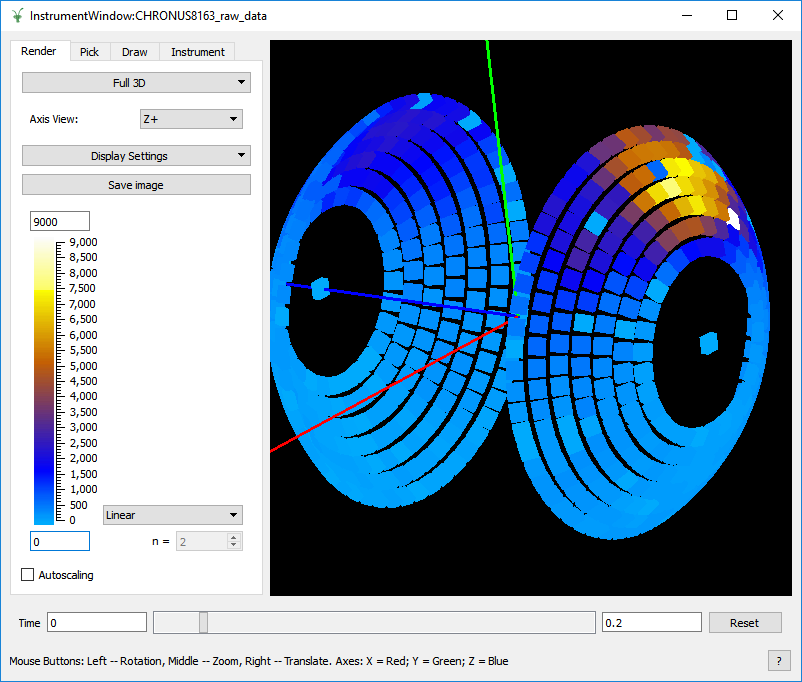 InstrumentWindow:CHRONUS8163_raw_data
Render Pick Draw Instrument
Full 3D
Axis View: Z+
Display Settings
Save image
9000
9,000
8,500
8,000
7,500
7,000
6,500
6,000
5,500
5,000
4,500
4,000
3,500
3,000
2,500
2,000
1,500
1,000
500
0
Linear
0 n = 2
Autoscaling
Time 0 0.2 Reset
Mouse Buttons: Left -- Rotation, Middle -- Zoom, Right -- Translate. Axes: X = Red; Y = Green; Z = Blue ?